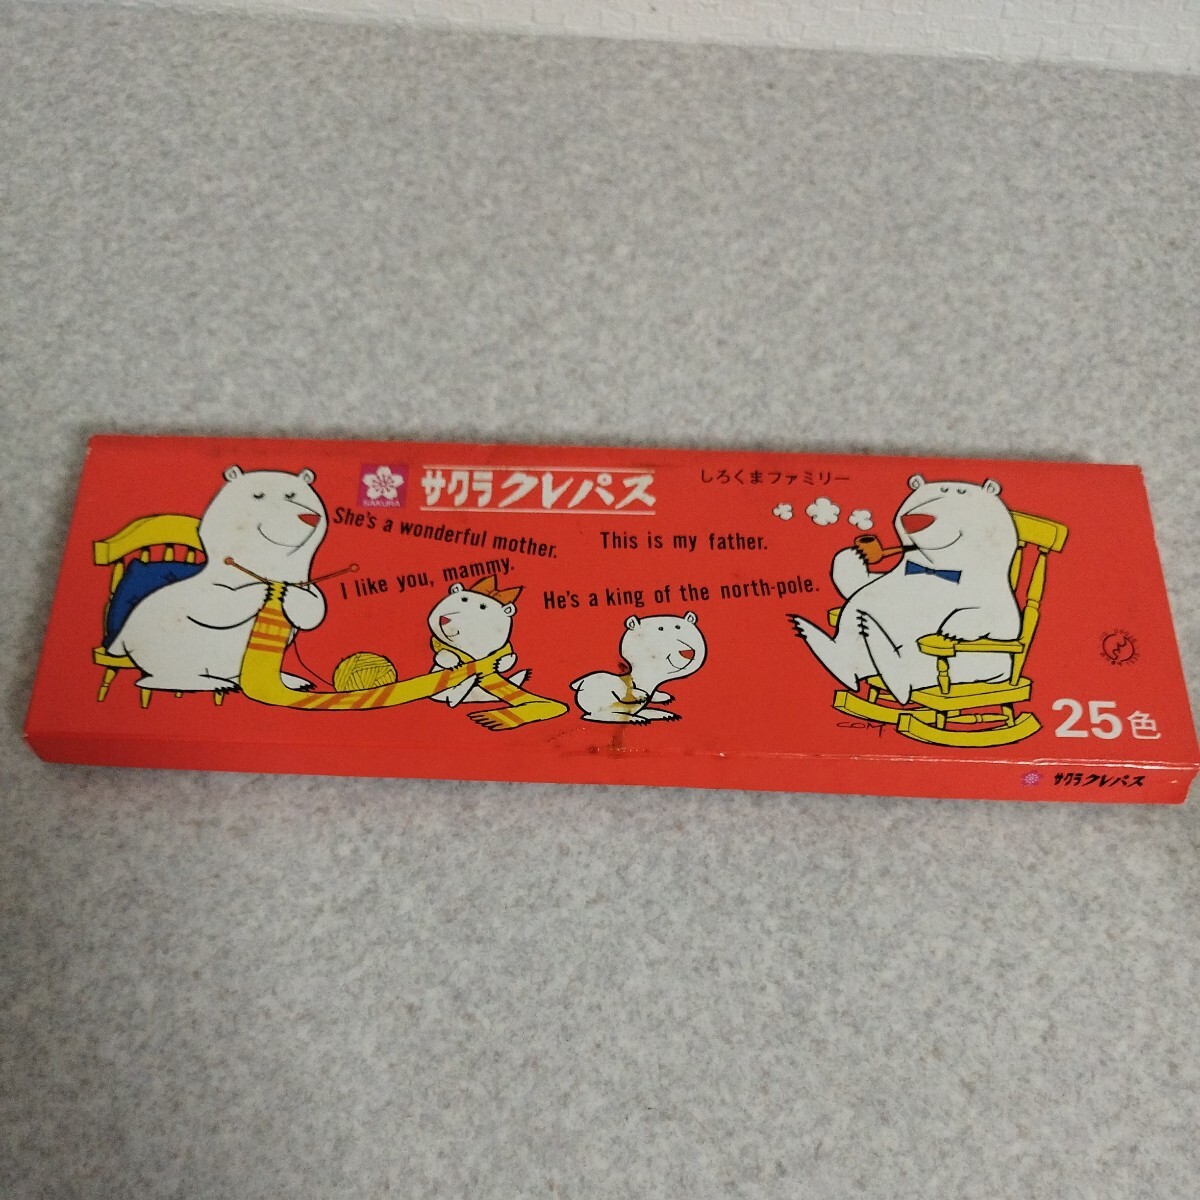 SAKURA
サクラクレパス
しろくまファミリー
She's a wonderful mother.
I like you, mammy.
This is my father.
He's a king of the north-pole.
COM
25色
サクラクレパス